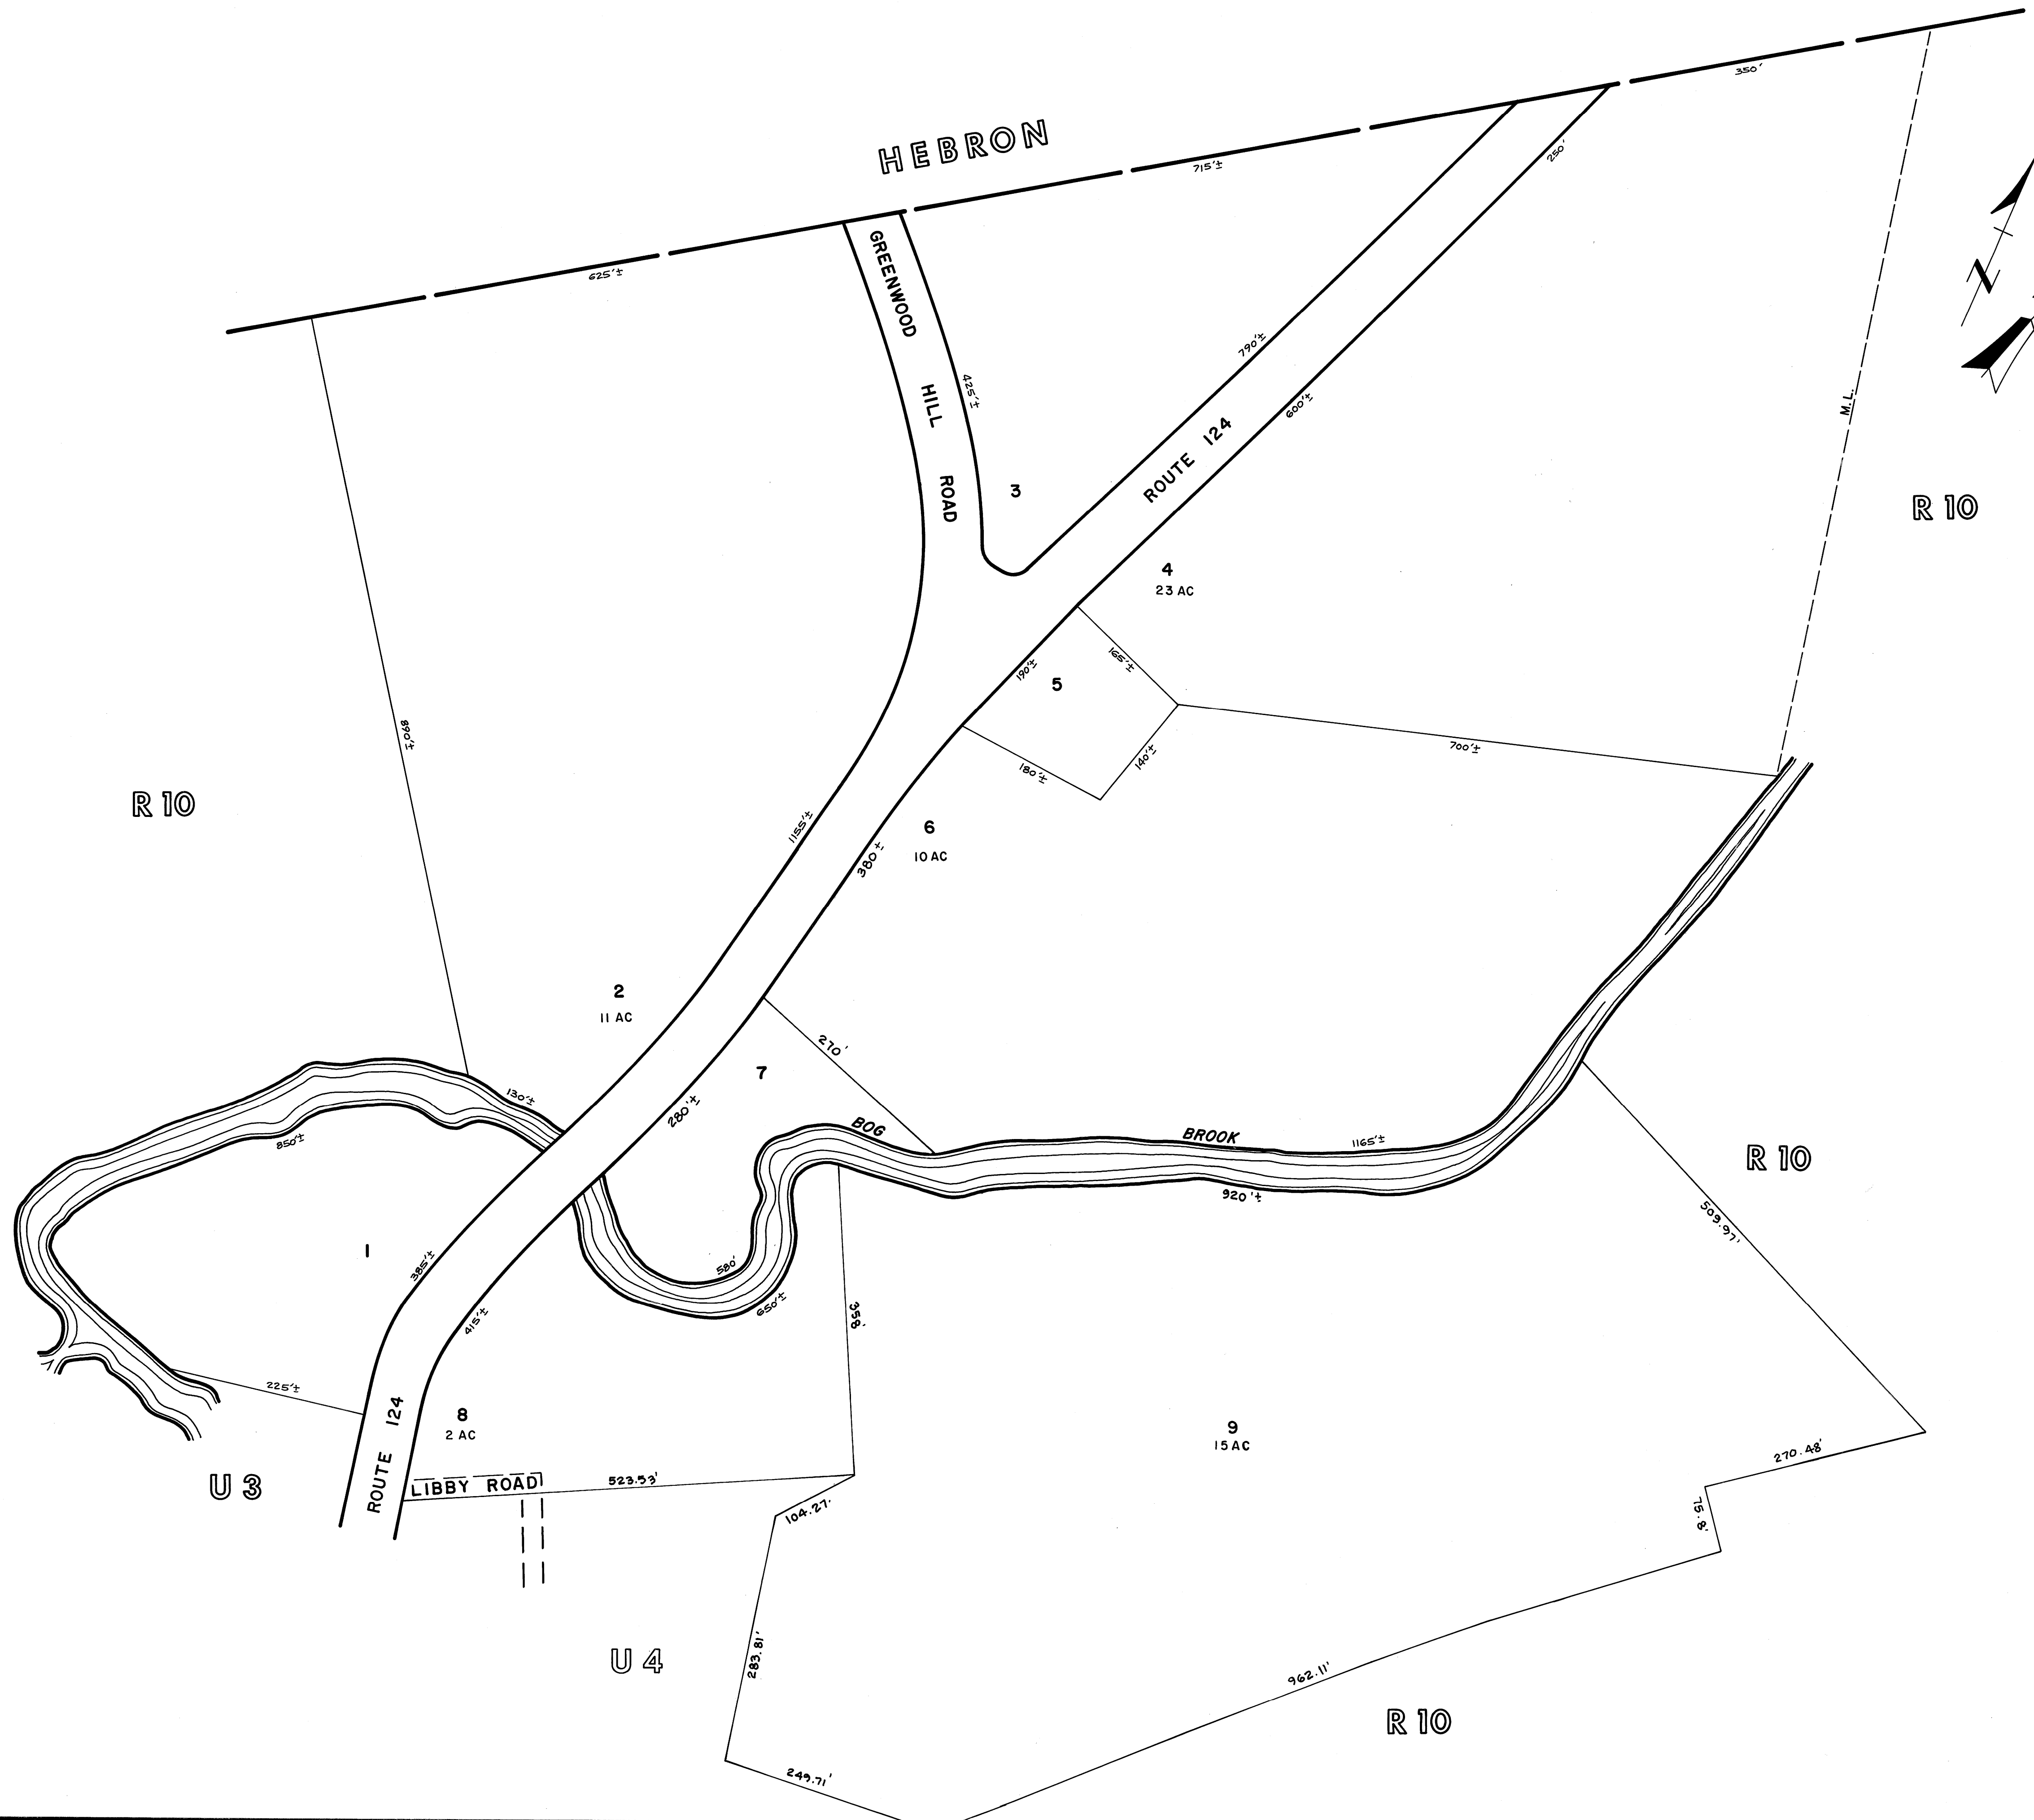 350'
HEBRON
250'
715'±
625'±
GREENWOOD HILL ROAD
790'±
425'±
600'±
M.L.
N
ROUTE 124
3
R 10
4
23 AC
165'±
190'±
5
890'±
700'±
140'±
180'±
R 10
1155'±
6
380'±
10 AC
2
11 AC
270'
7
130'±
280'±
BOG BROOK
850'±
1165'±
R 10
920'±
509.97'
1
385'±
580'
650'±
415'±
358'
225'±
ROUTE 124
8
2 AC
9
15 AC
270.48'
U 3
LIBBY ROAD
523.53'
104.27'
75.8'
U 4
283.81'
962.11'
R 10
249.71'